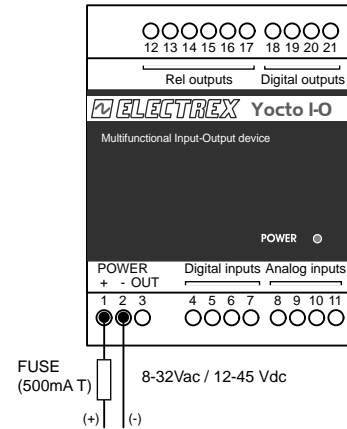 12 13 14 15 16 17 18 19 20 21
Rel outputs Digital outputs
ELECTREX Yocto I-O
Multifunctional Input-Output device
POWER
POWER Digital inputs Analog inputs
+ - OUT
1 2 3 4 5 6 7 8 9 10 11
FUSE
(500mA T)
8-32Vac / 12-45 Vdc
(+) (-)